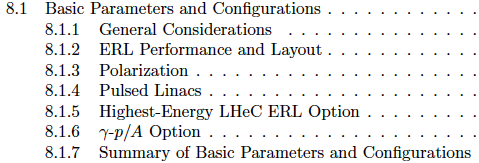 8.1 Basic Parameters and Configurations . . . . . . . . . . . .
8.1.1 General Considerations . . . . . . . . . . . . . . .
8.1.2 ERL Performance and Layout . . . . . . . . . . . .
8.1.3 Polarization . . . . . . . . . . . . . . . . . . . . . .
8.1.4 Pulsed Linacs . . . . . . . . . . . . . . . . . . . . .
8.1.5 Highest-Energy LHeC ERL Option . . . . . . . . .
8.1.6 γ-p/A Option . . . . . . . . . . . . . . . . . . . . .
8.1.7 Summary of Basic Parameters and Configurations